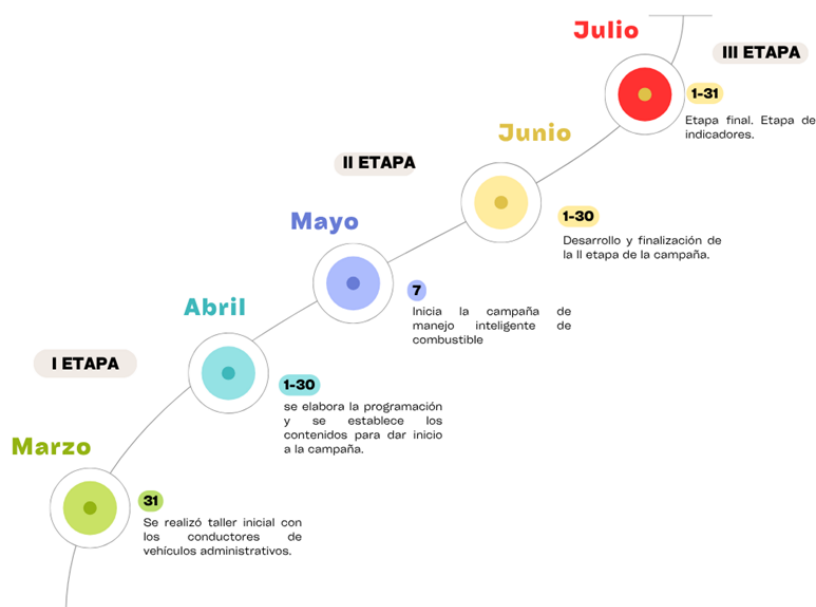 Julio
III ETAPA
1-31
Etapa final. Etapa de
indicadores.
Junio
II ETAPA
1-30
Desarrollo y finalización de
la II etapa de la campaña.
Mayo
7
Inicia la campaña de
manejo inteligente de
combustible
Abril
I ETAPA
1-30
se elabora la programación
y se establece los
contenidos para dar inicio
a la campaña.
Marzo
31
Se realizó taller inicial con
los conductores de
vehículos administrativos.